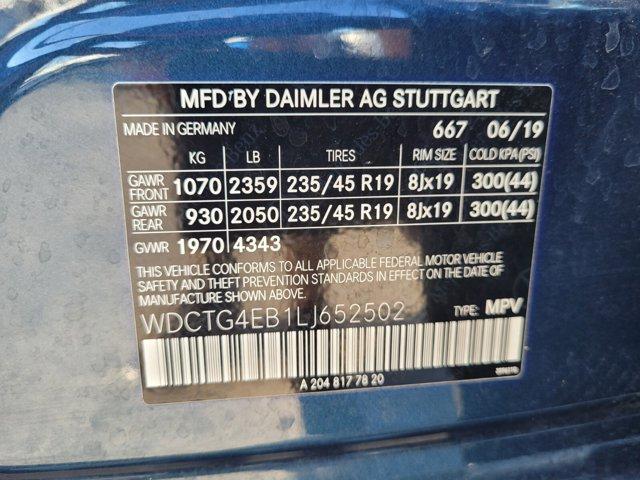 MFD BY DAIMLER AG STUTTGART
MADE IN GERMANY 667 06/19
KG LB TIRES RIM SIZE COLD KPA(PSI)
GAWR FRONT 1070 2359 235/45 R19 8Jx19 300(44)
GAWR REAR 930 2050 235/45 R19 8Jx19 300(44)
GVWR 1970 4343
THIS VEHICLE CONFORMS TO ALL APPLICABLE FEDERAL MOTOR VEHICLE
SAFETY AND THEFT PREVENTION STANDARDS IN EFFECT ON THE DATE OF
MANUFACTURE SHOWN ABOVE.
WDCTG4EB1LJ652502 TYPE: MPV
A 204 817 78 20